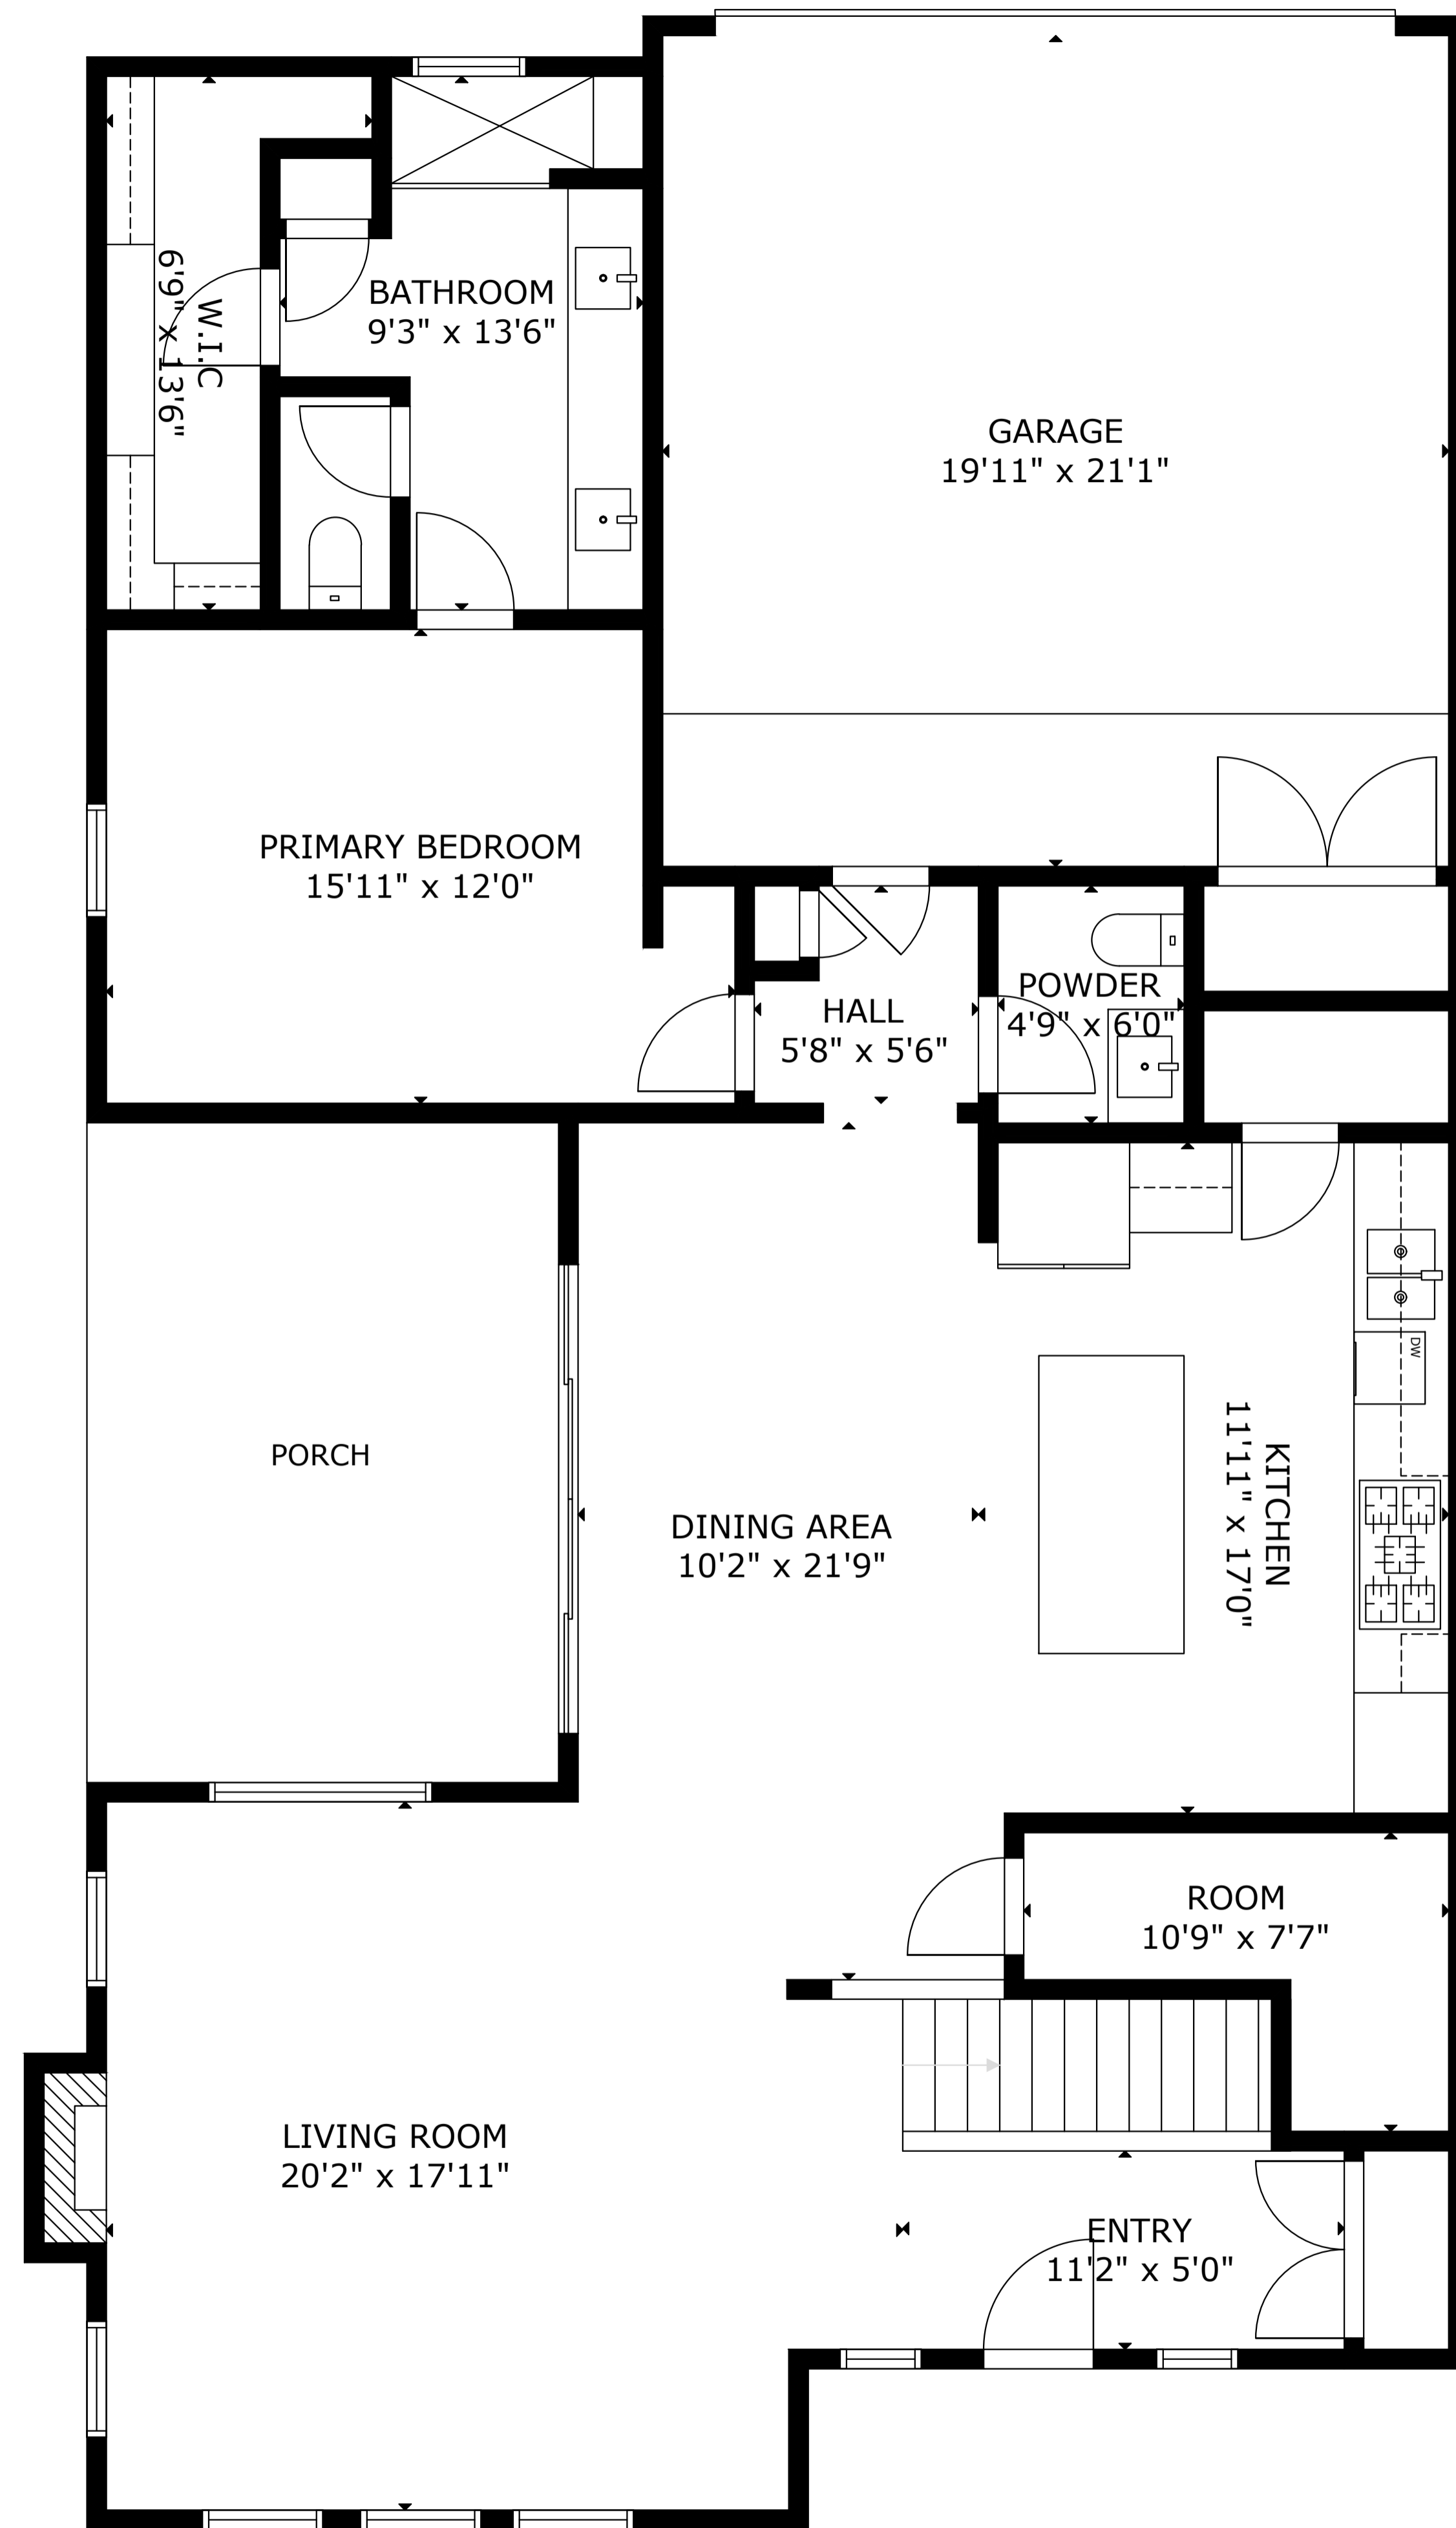 BATHROOM
9'3" x 13'6"
W.I.C
6'9" x 13'6"
GARAGE
19'11" x 21'1"
PRIMARY BEDROOM
15'11" x 12'0"
POWDER
4'9" x 6'0"
HALL
5'8" x 5'6"
DW
PORCH
DINING AREA
10'2" x 21'9"
KITCHEN
11'11" x 17'0"
ROOM
10'9" x 7'7"
LIVING ROOM
20'2" x 17'11"
ENTRY
11'2" x 5'0"